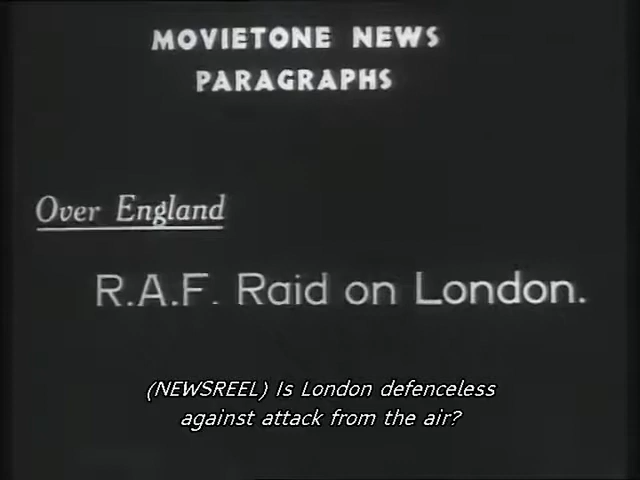 MOVIETONE NEWS
PARAGRAPHS
Over England
R.A.F. Raid on London.
(NEWSREEL) Is London defenceless
against attack from the air?